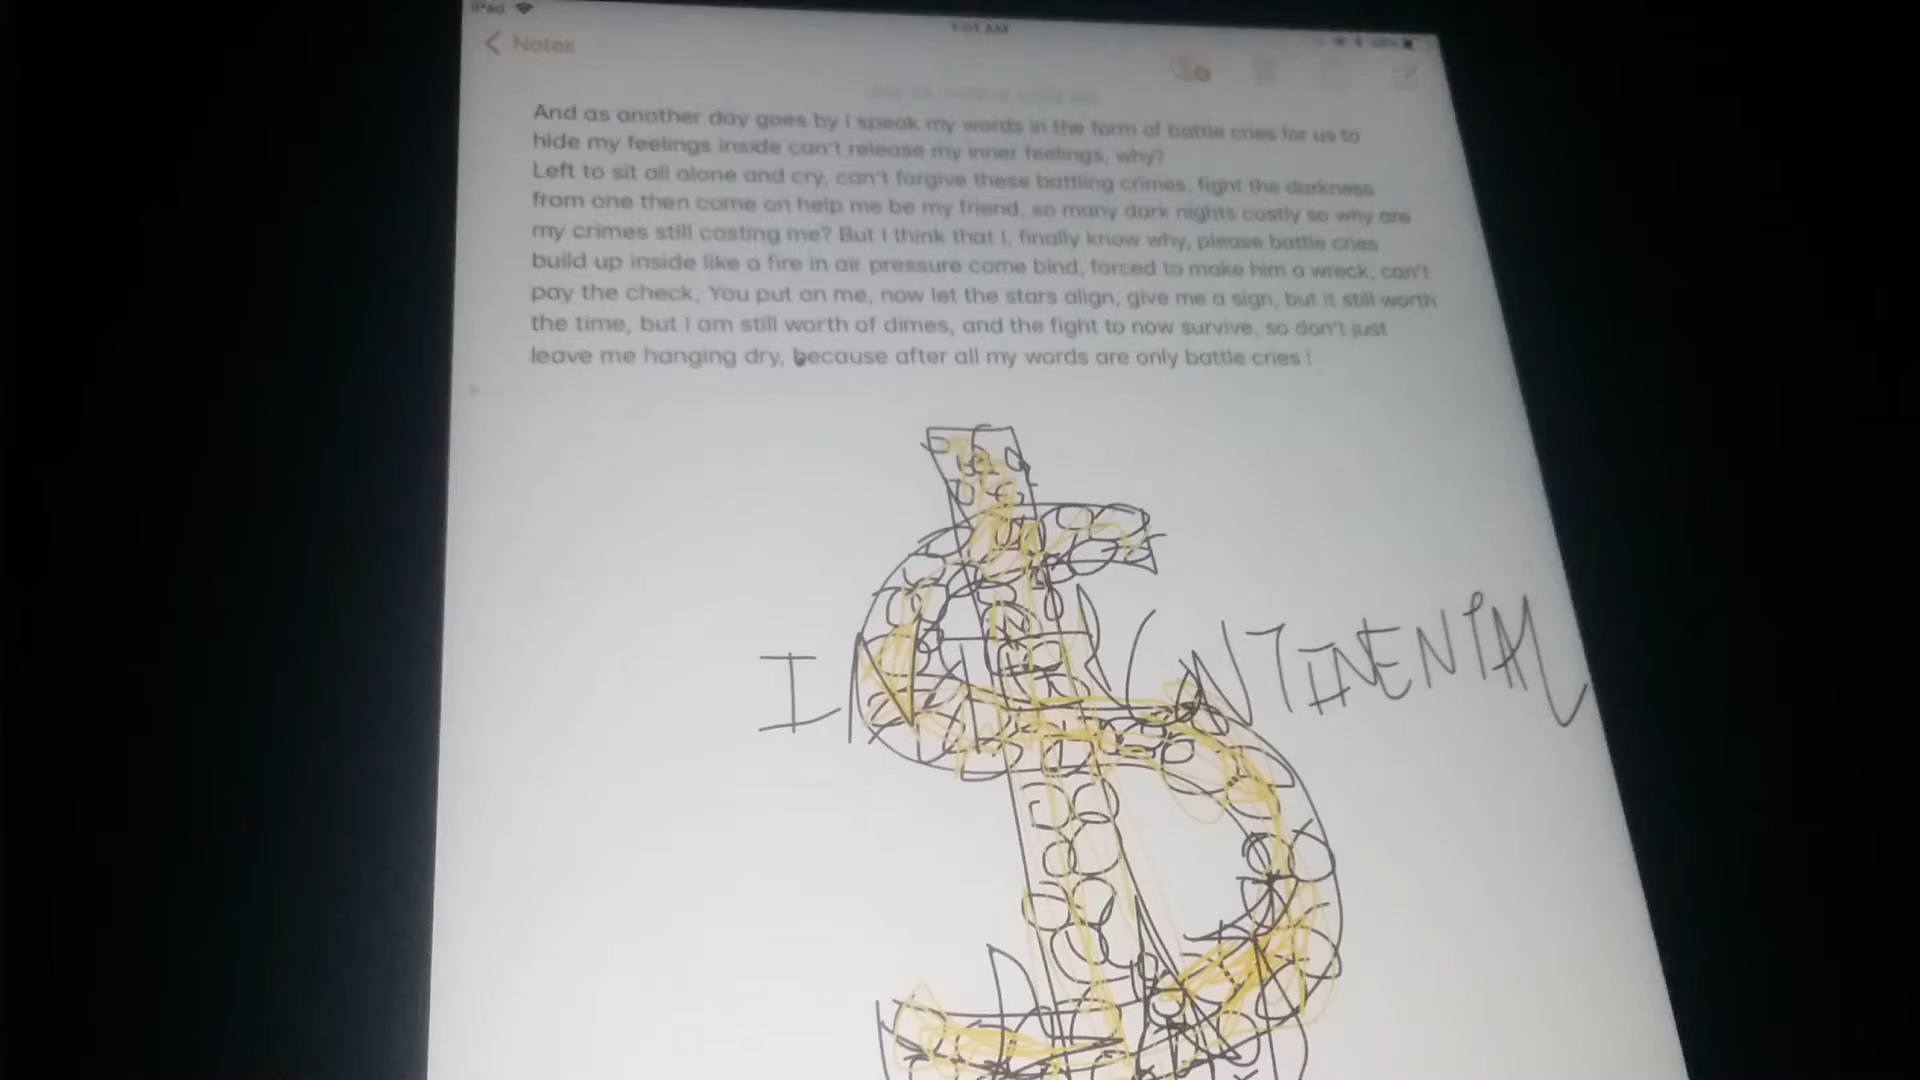 iPad
1:01 AM
Notes
And as another day goes by I speak my words in the form of battle cries for us to
hide my feelings inside can't release my inner feelings, why?
Left to sit all alone and cry, can't forgive these battling crimes, fight the darkness
from one then come on help me be my friend, so many dark nights costly so why are
my crimes still costing me? But I think that I, finally know why, please battle cries
build up inside like a fire in air pressure come bind, forced to make him a wreck, can't
pay the check, You put on me, now let the stars align, give me a sign, but it still worth
the time, but I am still worth of dimes, and the fight to now survive, so don't just
leave me hanging dry, because after all my words are only battle cries !